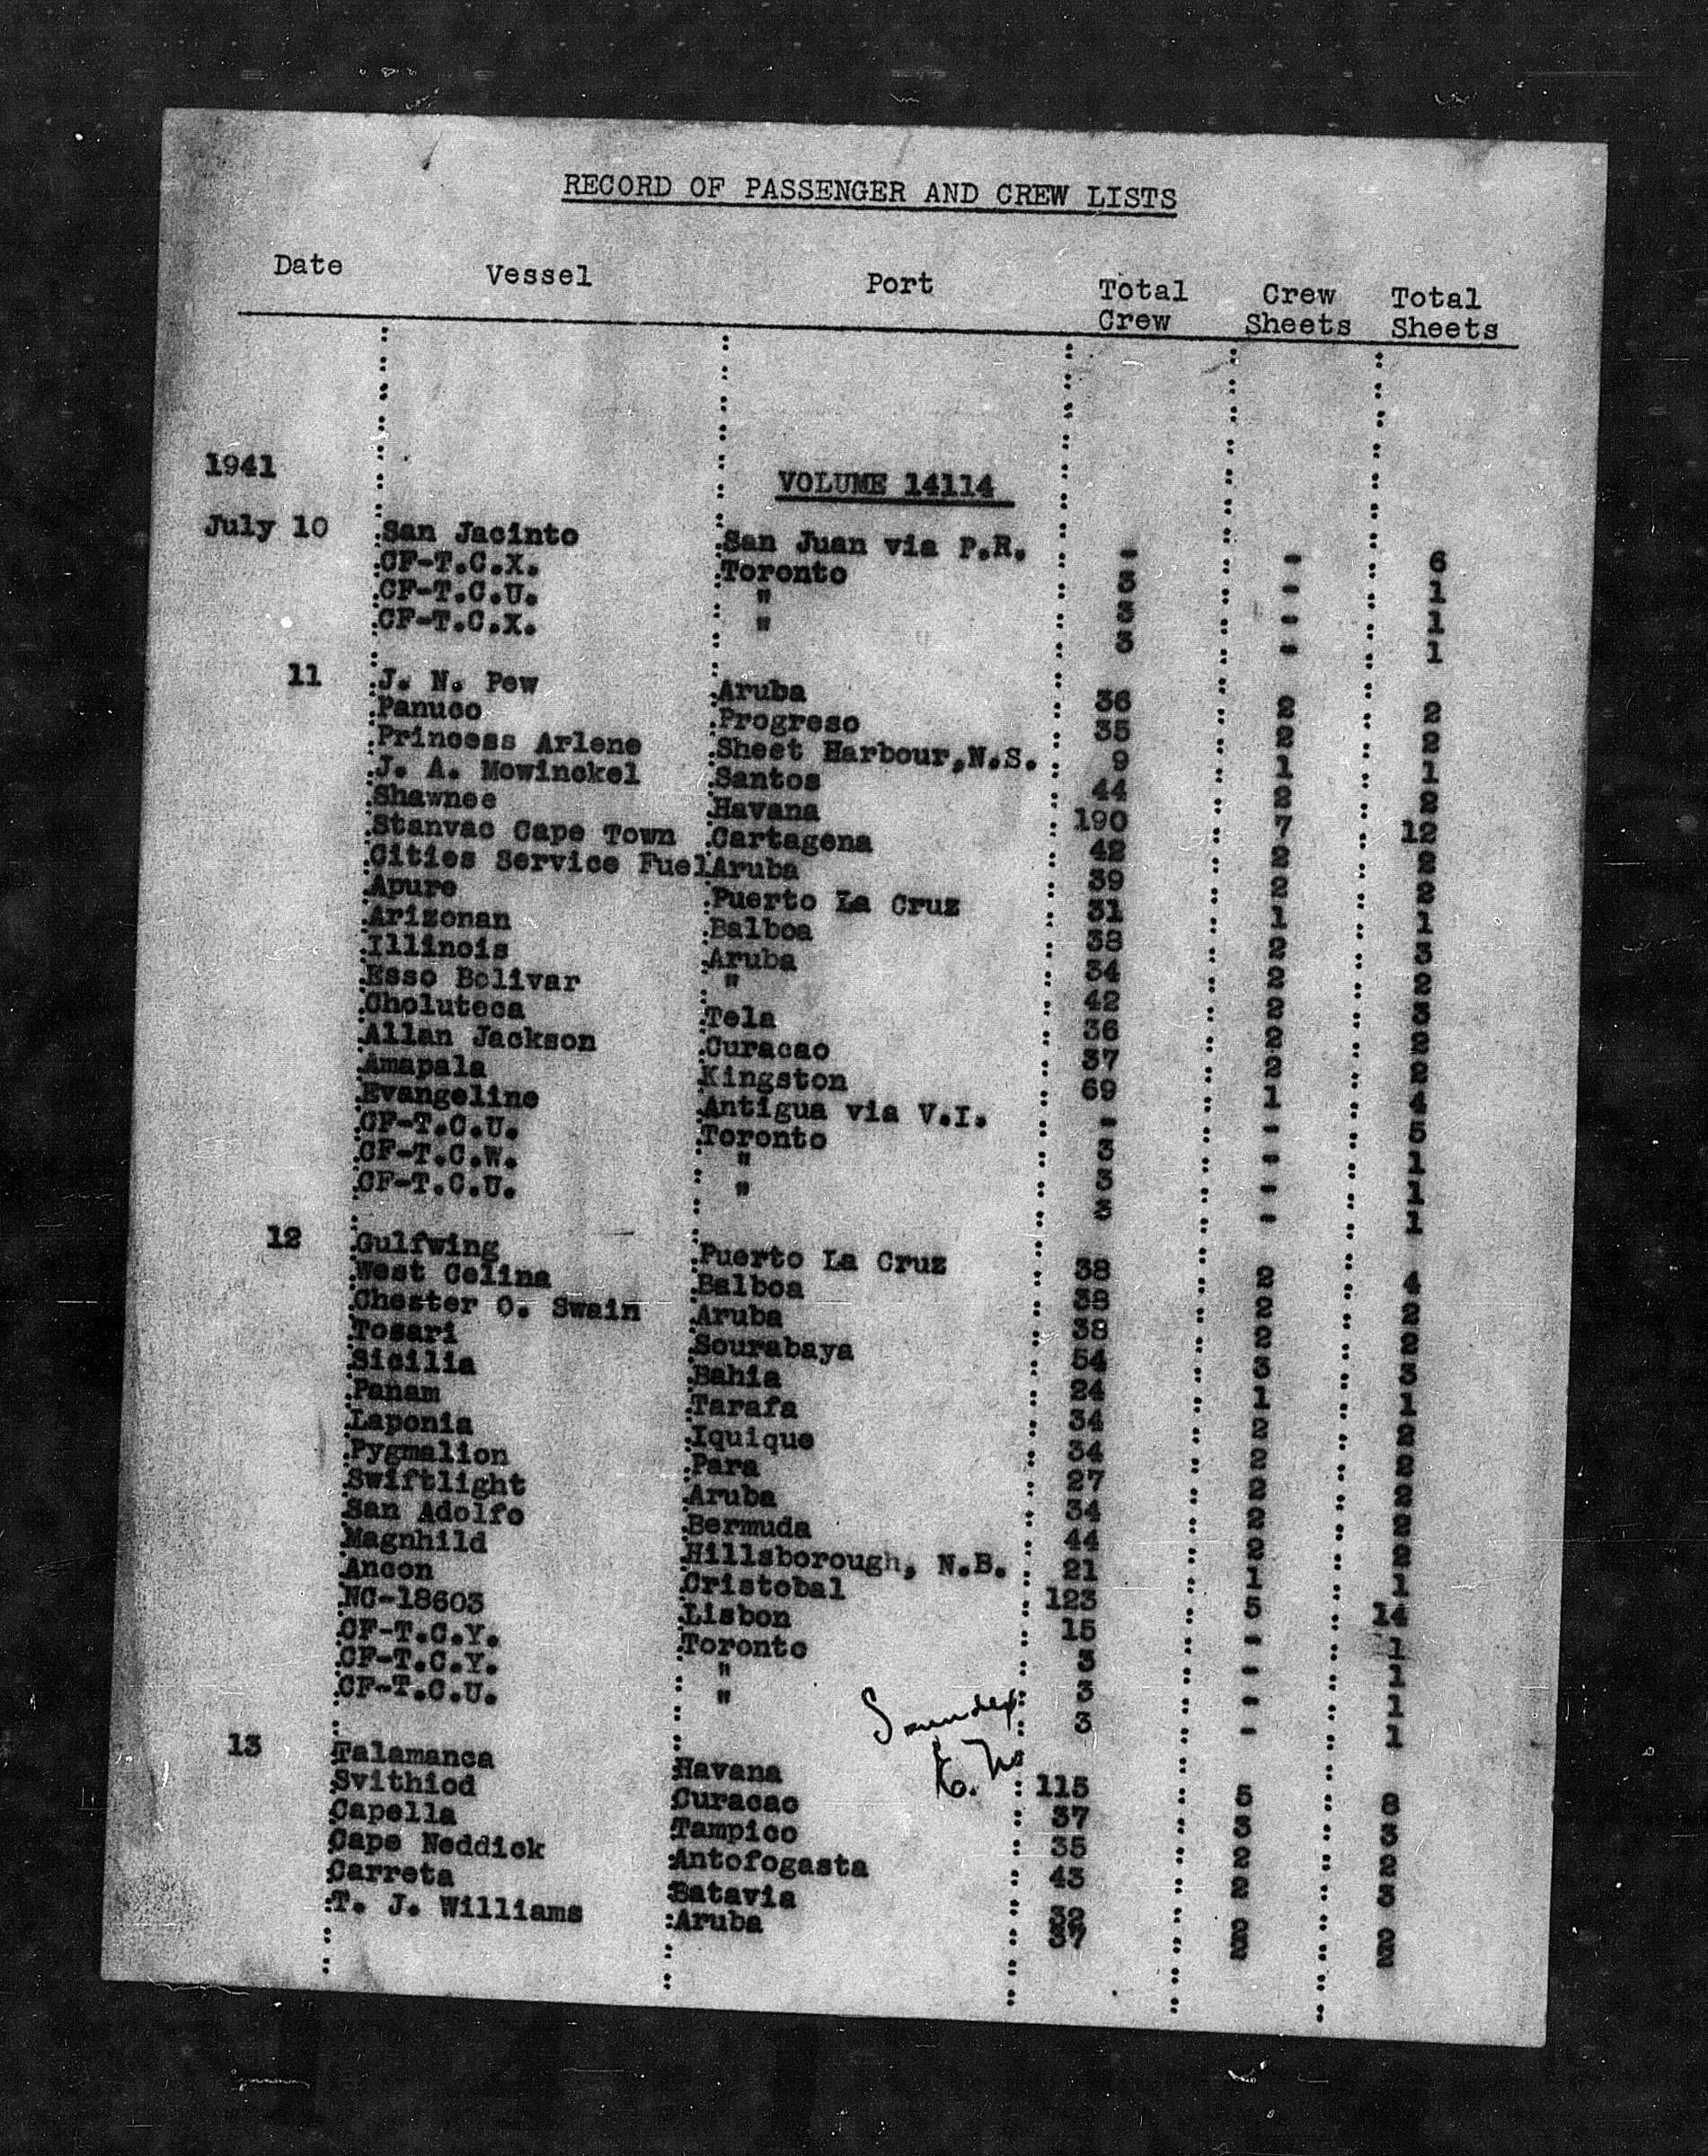 RECORD OF PASSENGER AND CREW LISTS
Date Vessel Port Total Crew Crew Sheets Total Sheets
1941 VOLUME 14114
July 10 San Jacinto San Juan via P.R. - - 6
CF-T.C.X. Toronto 3 - 1
CF-T.C.U. " 3 - 1
CF-T.C.X. " 3 - 1
11 J. N. Pew Aruba 36 2 2
Panuco Progreso 35 2 2
Princess Arlene Sheet Harbour,N.S. 9 1 1
J. A. Mowinckel Santos 44 2 2
Shawnee Havana 190 7 12
Stanvac Cape Town Cartagena 42 2 2
Cities Service Fuel Aruba 39 2 2
Apure Puerto La Cruz 31 1 1
Arizonan Balboa 38 2 3
Illinois Aruba 34 2 2
Esso Bolivar " 42 2 3
Choluteca Tela 36 2 2
Allan Jackson Curacao 37 2 2
Amapala Kingston 69 1 4
Evangeline Antigua via V.I. - - 5
CF-T.C.U. Toronto 3 - 1
CF-T.C.W. " 3 - 1
CF-T.C.U. " 3 - 1
12 Gulfwing Puerto La Cruz 38 2 4
West Celina Balboa 38 2 2
Chester O. Swain Aruba 38 2 2
Tosari Sourabaya 54 3 3
Sicilia Bahia 24 1 1
Panam Tarafa 34 2 2
Laponia Iquique 34 2 2
Pygmalion Para 27 2 2
Swiftlight Aruba 34 2 2
San Adolfo Bermuda 44 2 2
Magnhild Hillsborough, N.B. 21 1 1
Ancon Cristobal 123 5 14
NC-18603 Lisbon 15 - 1
CF-T.C.Y. Toronto 3 - 1
CF-T.C.Y. " 3 - 1
CF-T.C.U. " 3 - 1
13 Talamanca Havana 115 5 8
Svithiod Curacao 37 3 3
Capella Tampico 35 2 2
Cape Neddick Antofogasta 43 2 3
Carreta Batavia 32 2 2
T. J. Williams Aruba 37 2 2